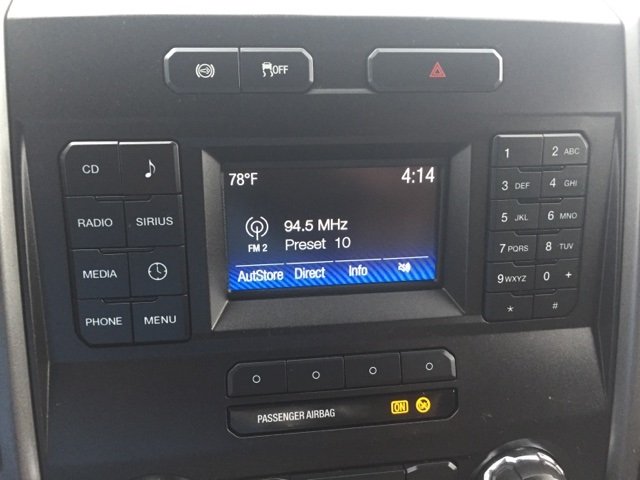 OFF
CD
RADIO
SIRIUS
MEDIA
PHONE
MENU
78°F
4:14
94.5 MHz
FM 2
Preset 10
AutStore
Direct
Info
1
2 ABC
3 DEF
4 GHI
5 JKL
6 MNO
7 PQRS
8 TUV
9 WXYZ
0 +
*
#
PASSENGER AIRBAG
ON